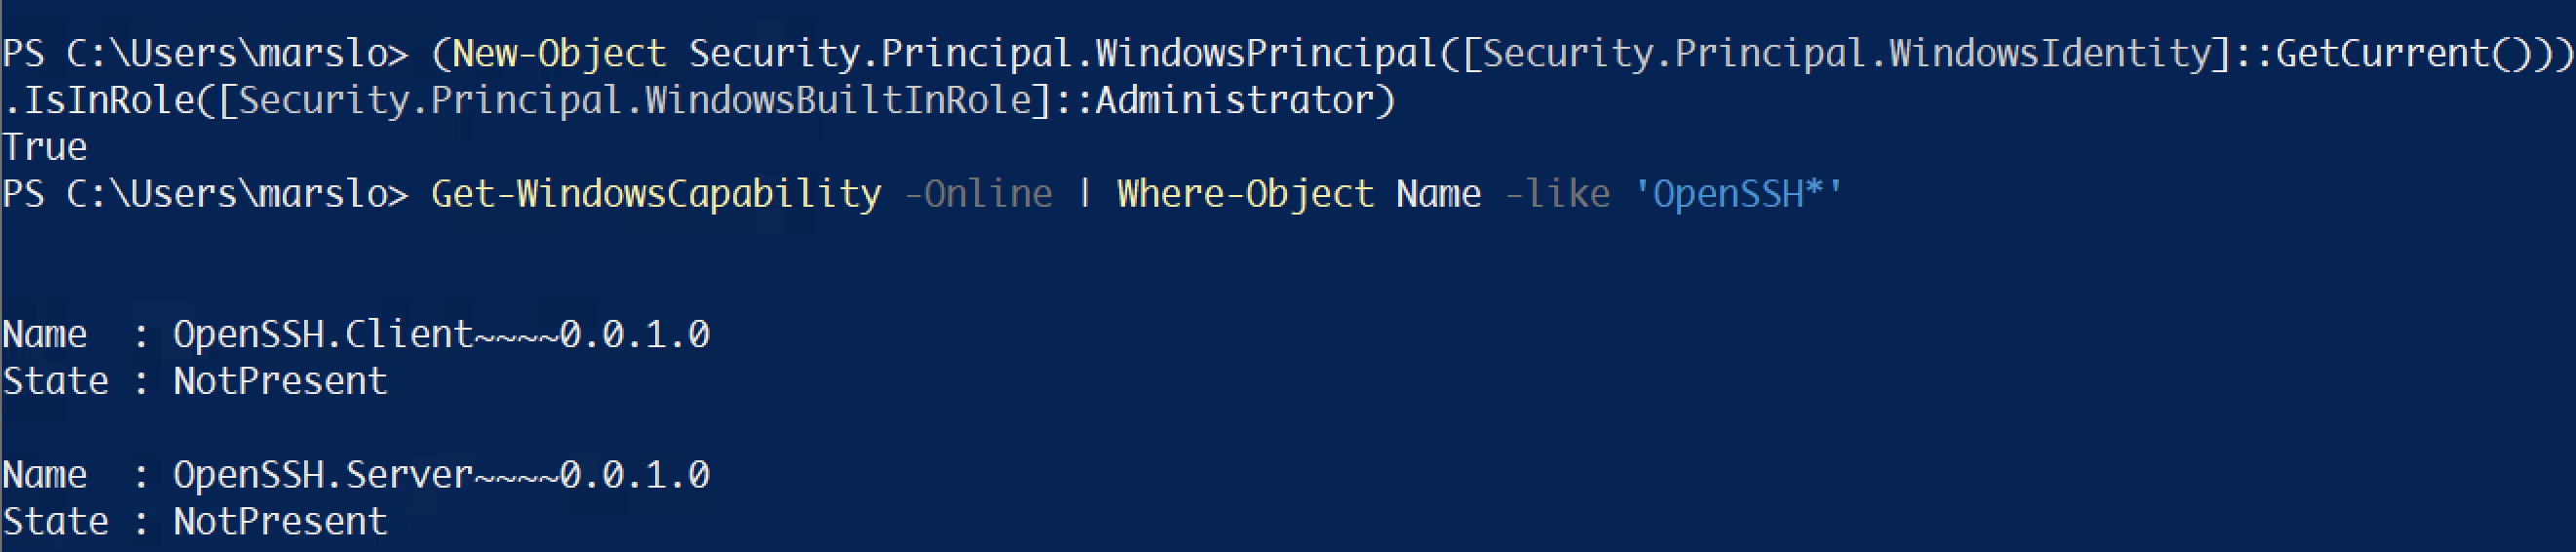 PS C:\Users\marslo> (New-Object Security.Principal.WindowsPrincipal([Security.Principal.WindowsIdentity]::GetCurrent()))
.IsInRole([Security.Principal.WindowsBuiltInRole]::Administrator)
True
PS C:\Users\marslo> Get-WindowsCapability -Online | Where-Object Name -like 'OpenSSH*'
Name  : OpenSSH.Client~~~~0.0.1.0
State : NotPresent
Name  : OpenSSH.Server~~~~0.0.1.0
State : NotPresent